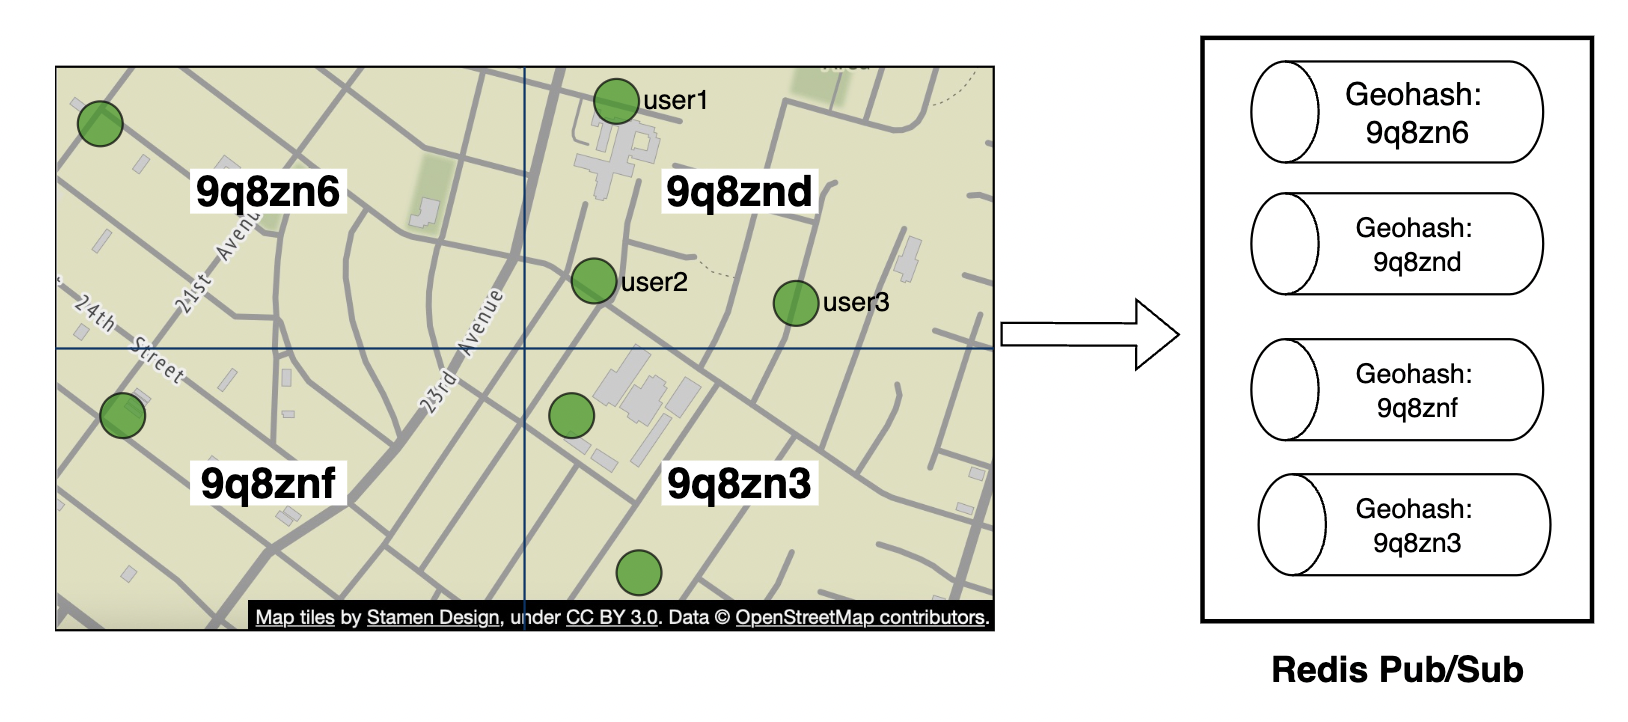 user1
9q8zn6
9q8znd
21st Avenu
user2
user3
24th Street
23rd Avenue
9q8znf
9q8zn3
Map tiles by Stamen Design, under CC BY 3.0. Data © OpenStreetMap contributors.
Geohash:
9q8zn6
Geohash:
9q8znd
Geohash:
9q8znf
Geohash:
9q8zn3
Redis Pub/Sub